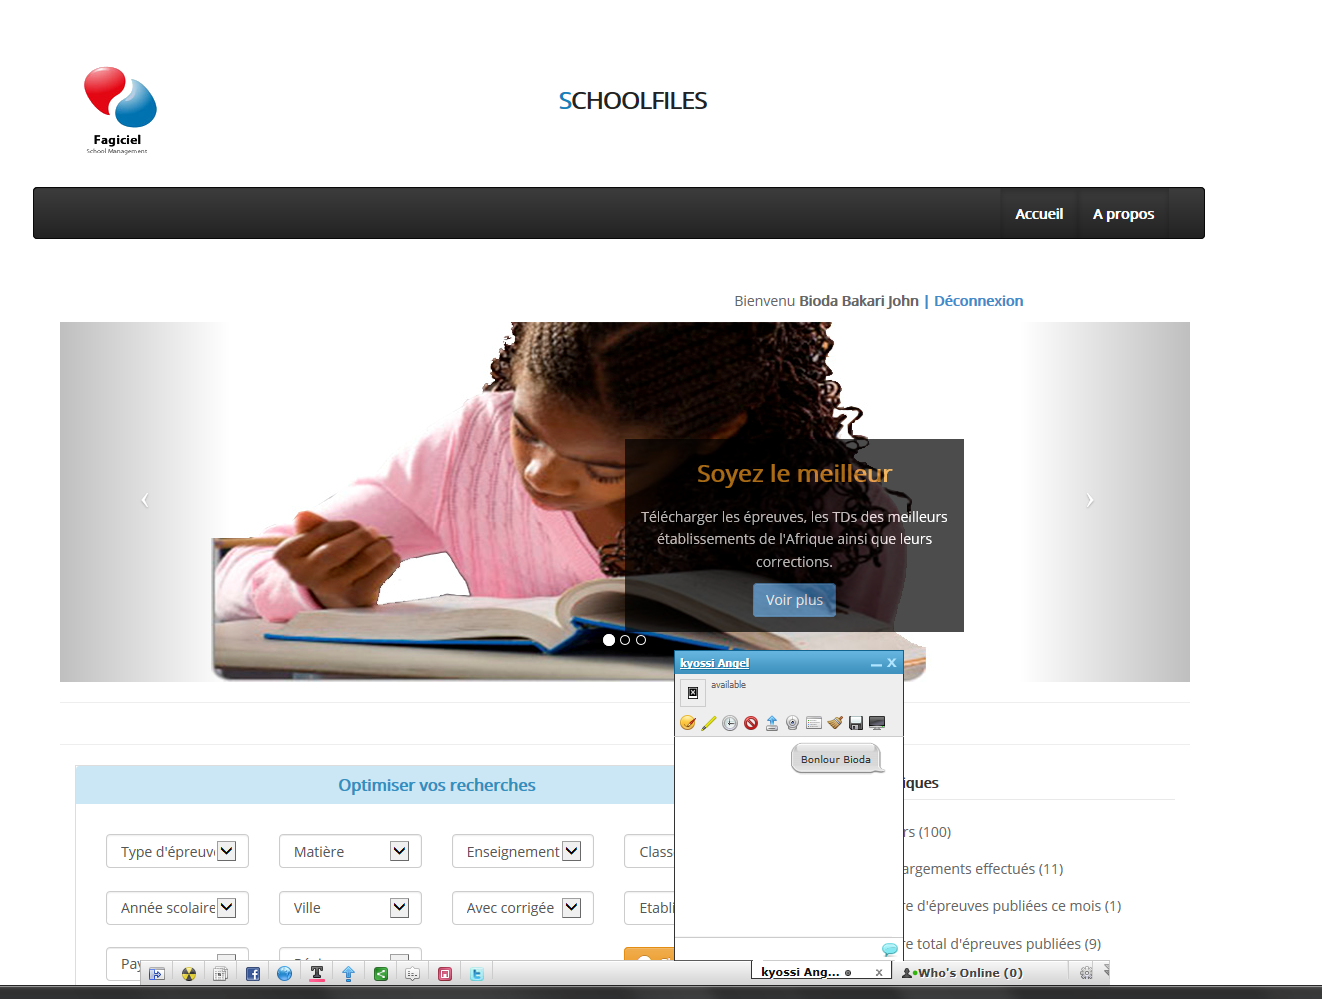 Fagiciel
School Management
SCHOOLFILES
Accueil
A propos
Bienvenu Bioda Bakari John | Déconnexion
Soyez le meilleur
Télécharger les épreuves, les TDs des meilleurs
établissements de l'Afrique ainsi que leurs
corrections.
Voir plus
kyossi Angel
available
Bonlour Bioda
Optimiser vos recherches
iques
Type d'épreuv
Matière
Enseignement
Class
rs (100)
argements effectués (11)
Année scolaire
Ville
Avec corrigée
Etabli
re d'épreuves publiées ce mois (1)
re total d'épreuves publiées (9)
Pay
kyossi Ang...
x
Who's Online (0)